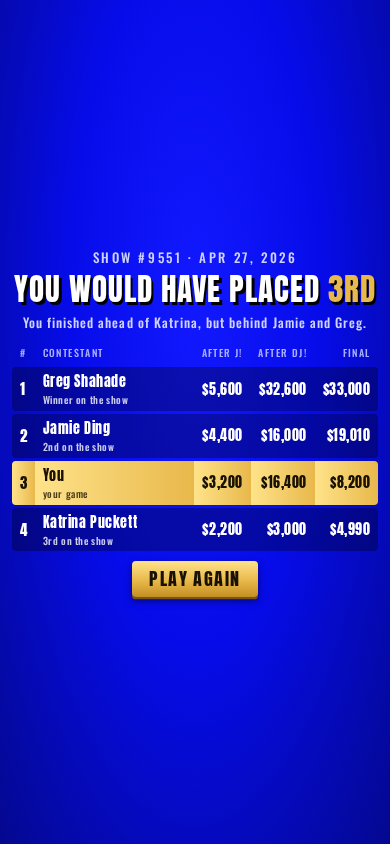 SHOW #9551 · APR 27, 2026
YOU WOULD HAVE PLACED 3RD
You finished ahead of Katrina, but behind Jamie and Greg.
# CONTESTANT AFTER J! AFTER DJ! FINAL
1 Greg Shahade $5,600 $32,600 $33,000
Winner on the show
2 Jamie Ding $4,400 $16,000 $19,010
2nd on the show
3 You $3,200 $16,400 $8,200
your game
4 Katrina Puckett $2,200 $3,000 $4,990
3rd on the show
PLAY AGAIN